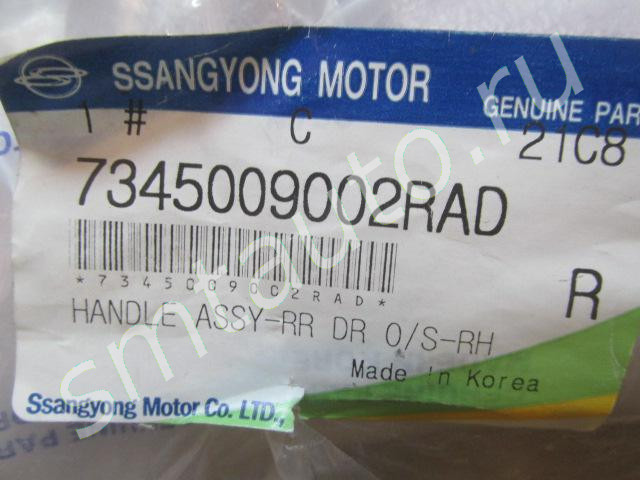 SSANGYONG MOTOR
GENUINE PAR
1 # C 21C8
7345009002RAD
*7345009002RAD*
R
HANDLE ASSY-RR DR O/S-RH
Made in Korea
Ssangyong Motor Co. LTD.,
smtauto.ru